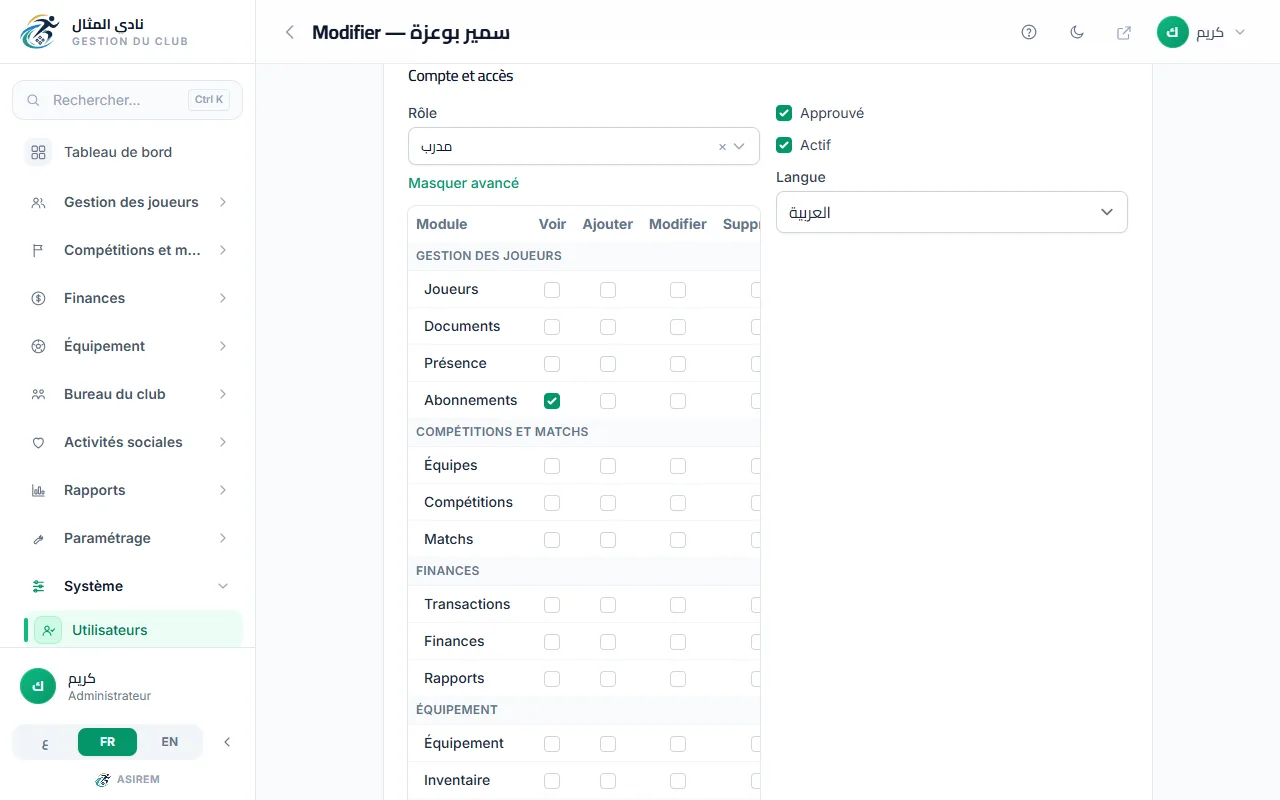 نادي المثال
GESTION DU CLUB
Rechercher...
Ctrl K
Tableau de bord
Gestion des joueurs
Compétitions et m...
Finances
Équipement
Bureau du club
Activités sociales
Rapports
Paramétrage
Système
Utilisateurs
ك
كريم
Administrateur
ع
FR
EN
ASIREM
Modifier — سمير بوعزة
ك
كريم
Compte et accès
Rôle
مدرب
×
Masquer avancé
Module Voir Ajouter Modifier Suppr
GESTION DES JOUEURS
Joueurs
Documents
Présence
Abonnements
COMPÉTITIONS ET MATCHS
Équipes
Compétitions
Matchs
FINANCES
Transactions
Finances
Rapports
ÉQUIPEMENT
Équipement
Inventaire
Approuvé
Actif
Langue
العربية